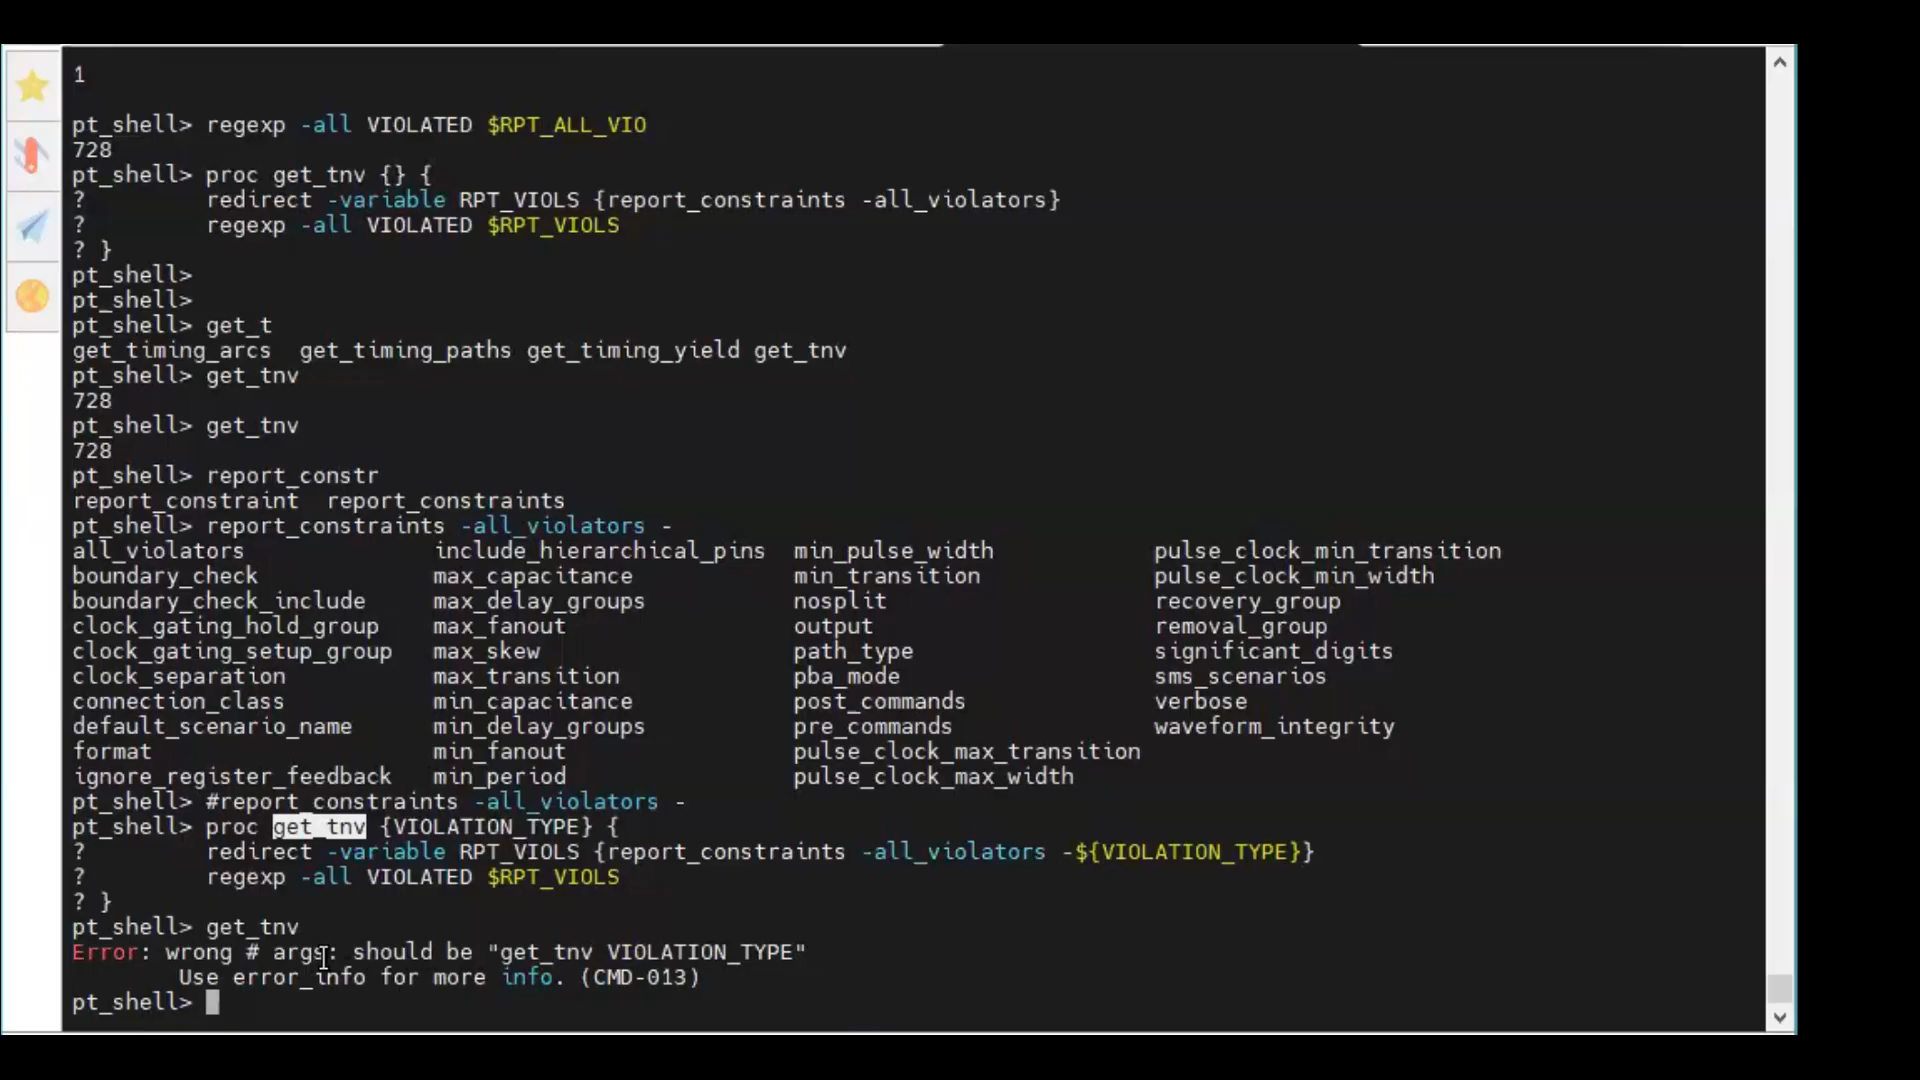 1
pt_shell> regexp -all VIOLATED $RPT_ALL_VIO
728
pt_shell> proc get_tnv {} {
?         redirect -variable RPT_VIOLS {report_constraints -all_violators}
?         regexp -all VIOLATED $RPT_VIOLS
? }
pt_shell>
pt_shell>
pt_shell> get_t
get_timing_arcs  get_timing_paths get_timing_yield get_tnv
pt_shell> get_tnv
728
pt_shell> get_tnv
728
pt_shell> report_constr
report_constraint  report_constraints
pt_shell> report_constraints -all_violators -
all_violators              include_hierarchical_pins  min_pulse_width            pulse_clock_min_transition
boundary_check             max_capacitance            min_transition             pulse_clock_min_width
boundary_check_include     max_delay_groups           nosplit                    recovery_group
clock_gating_hold_group    max_fanout                 output                     removal_group
clock_gating_setup_group   max_skew                   path_type                  significant_digits
clock_separation           max_transition             pba_mode                   sms_scenarios
connection_class           min_capacitance            post_commands              verbose
default_scenario_name      min_delay_groups           pre_commands               waveform_integrity
format                     min_fanout                 pulse_clock_max_transition
ignore_register_feedback   min_period                 pulse_clock_max_width
pt_shell> #report_constraints -all_violators -
pt_shell> proc get_tnv {VIOLATION_TYPE} {
?         redirect -variable RPT_VIOLS {report_constraints -all_violators -${VIOLATION_TYPE}}
?         regexp -all VIOLATED $RPT_VIOLS
? }
pt_shell> get_tnv
Error: wrong # args: should be "get_tnv VIOLATION_TYPE"
        Use error_info for more info. (CMD-013)
pt_shell>